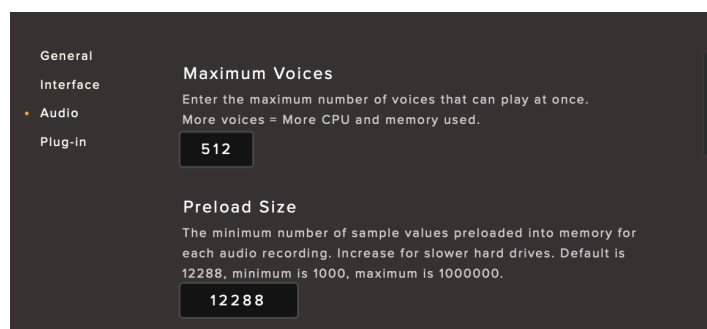 General
Interface
Audio
Plug-in
Maximum Voices
Enter the maximum number of voices that can play at once.
More voices = More CPU and memory used.
512
Preload Size
The minimum number of sample values preloaded into memory for
each audio recording. Increase for slower hard drives. Default is
12288, minimum is 1000, maximum is 1000000.
12288